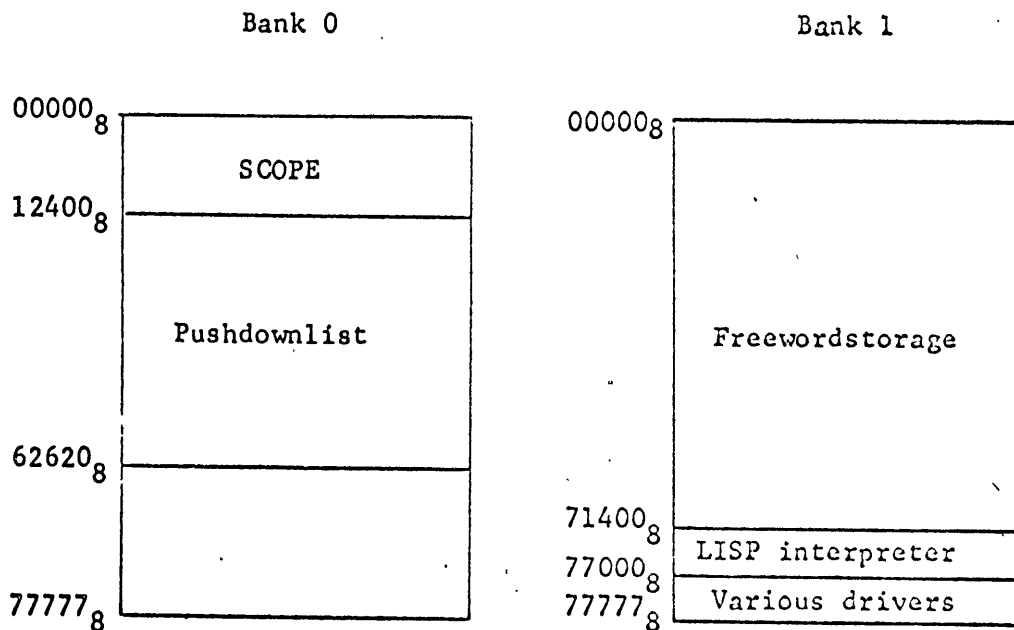 Bank 0
00000₈
SCOPE
12400₈
Pushdownlist
62620₈
77777₈
Bank 1
00000₈
Freewordstorage
71400₈
LISP interpreter
77000₈
Various drivers
77777₈